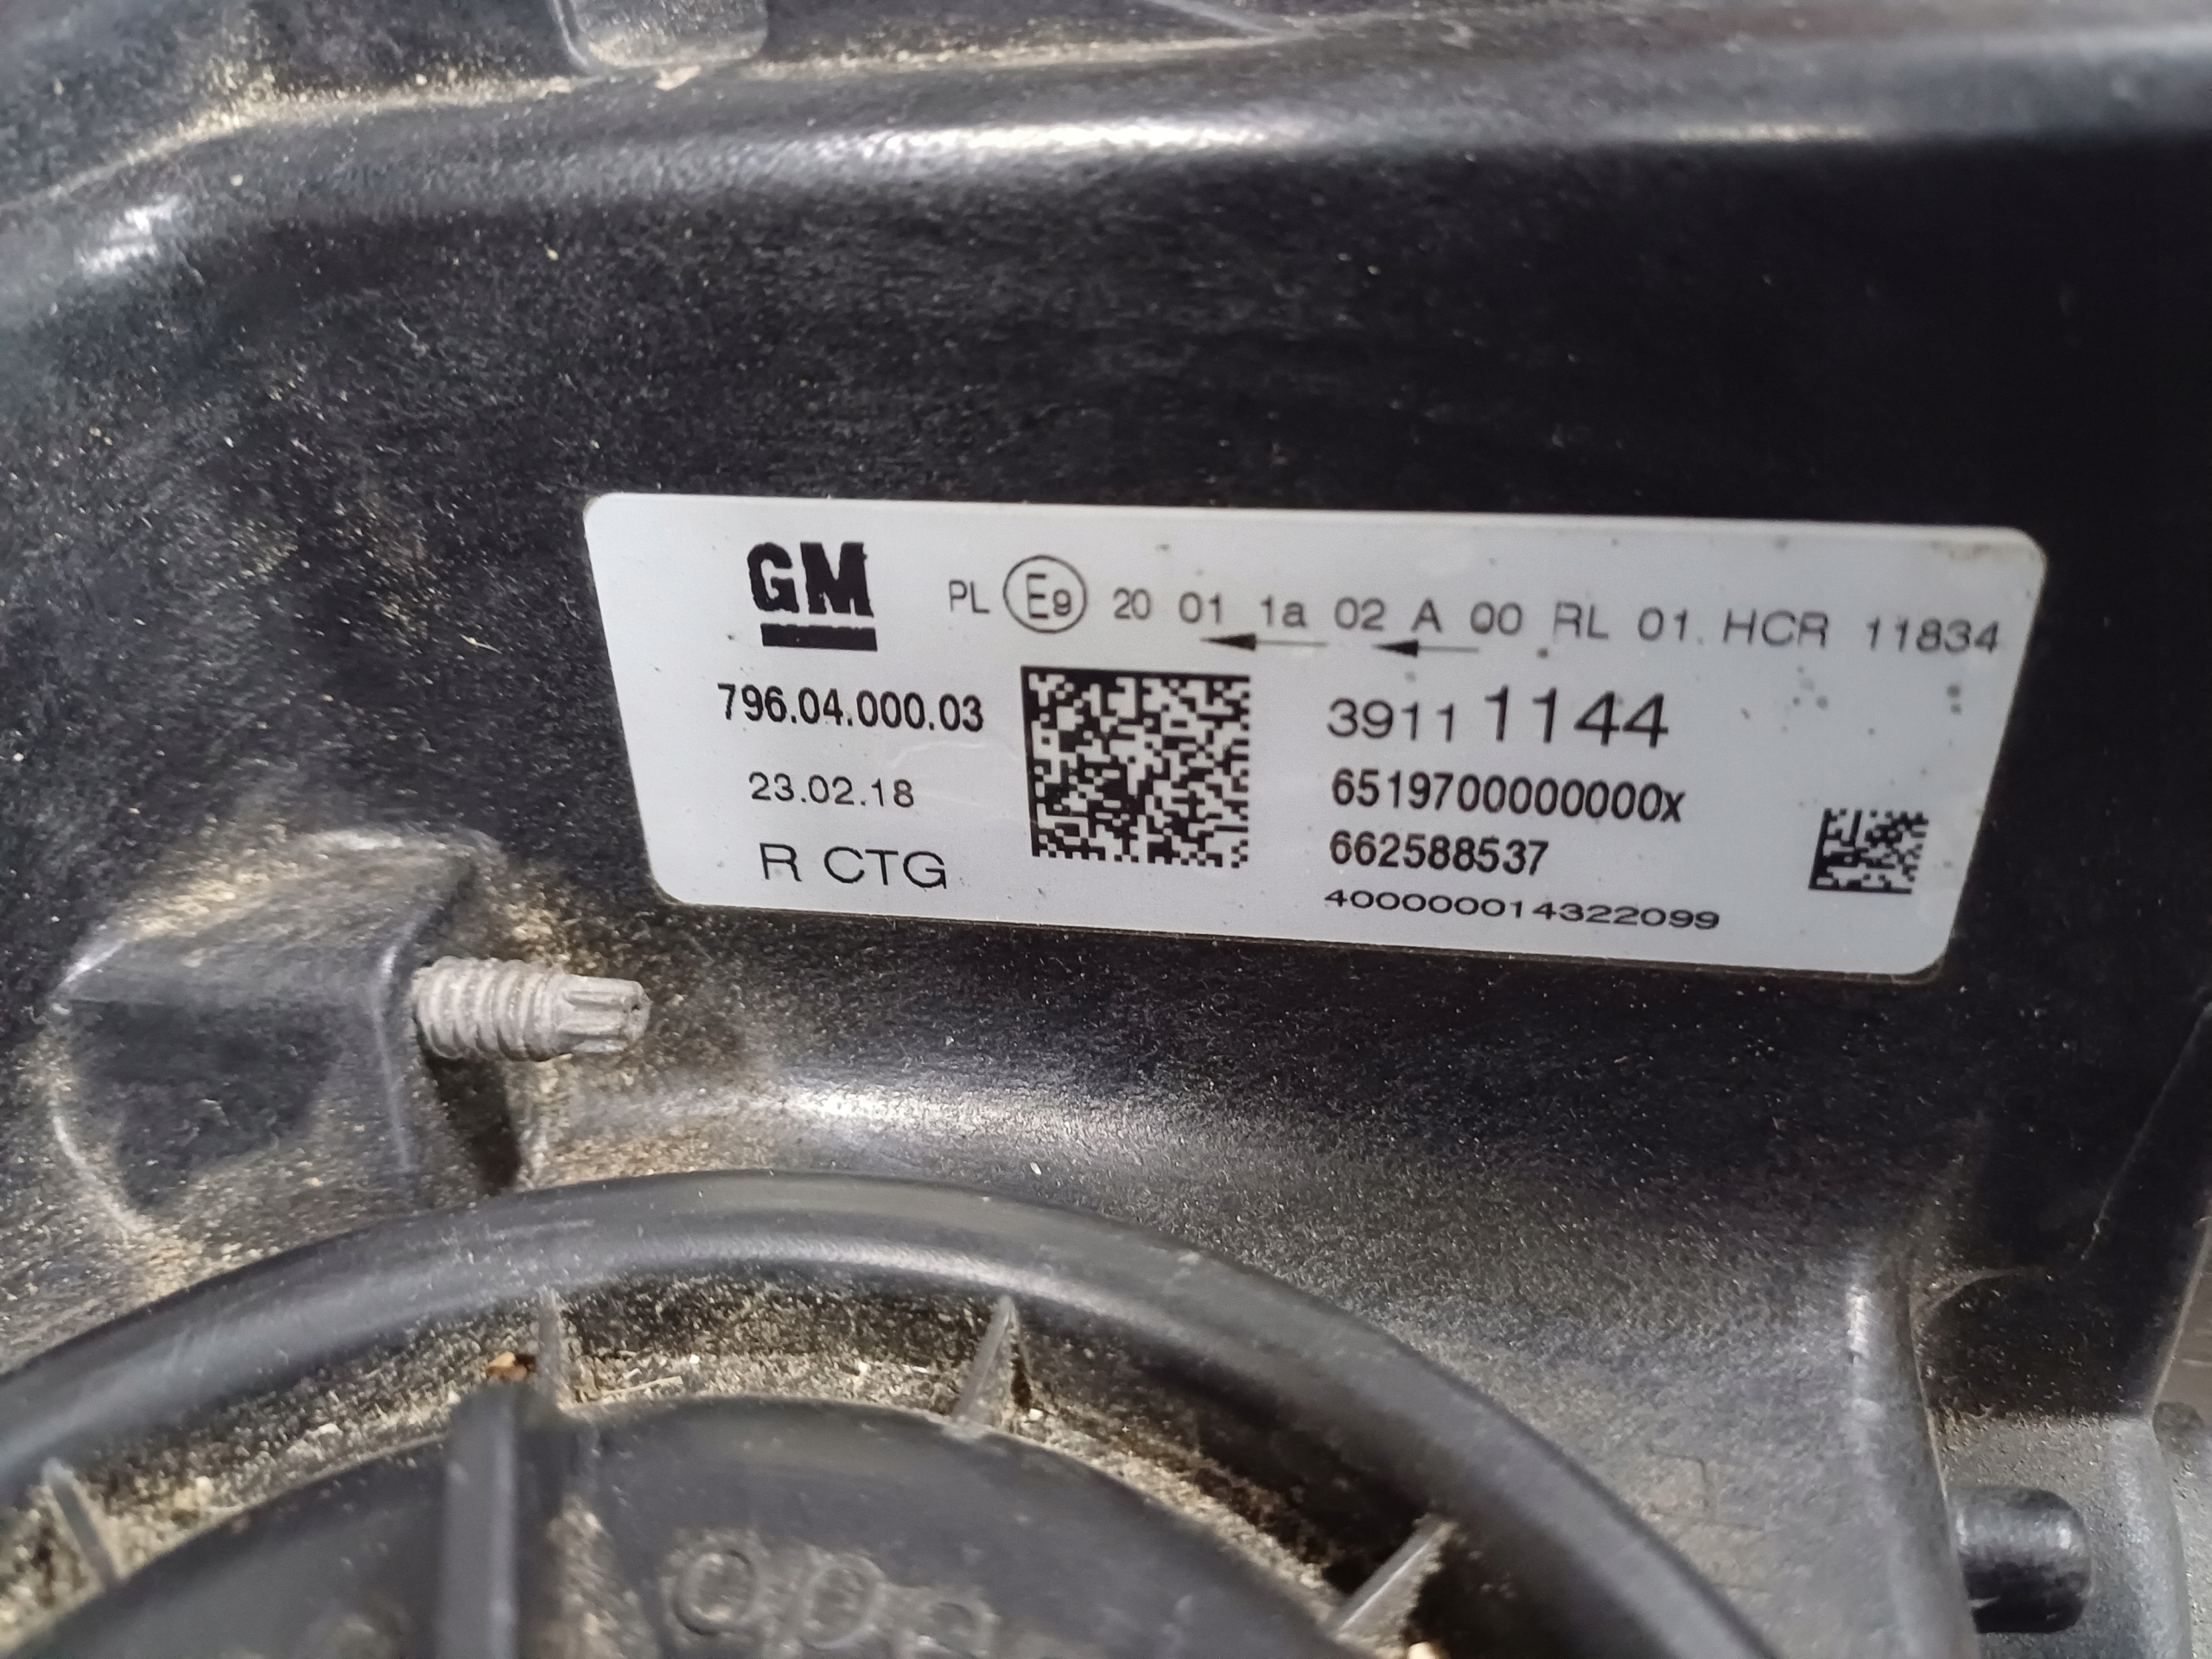 GM
PL E9 20 01 1a 02 A 00 RL 01 HCR 11834
796.04.000.03
39111144
23.02.18
6519700000000x
R CTG
662588537
400000014322099